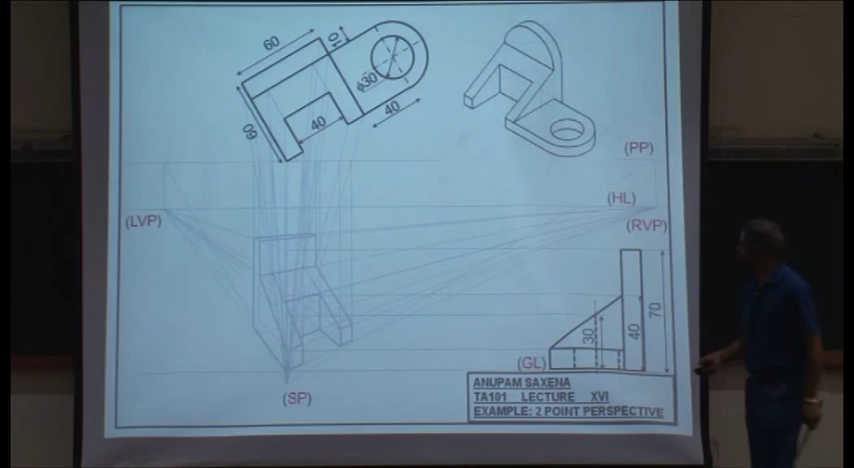 60
10
ϕ30
60
40
40
(PP)
(HL)
(LVP)
(RVP)
70
30
40
(GL)
(SP)
ANUPAM SAXENA
TA101 LECTURE XVI
EXAMPLE: 2 POINT PERSPECTIVE